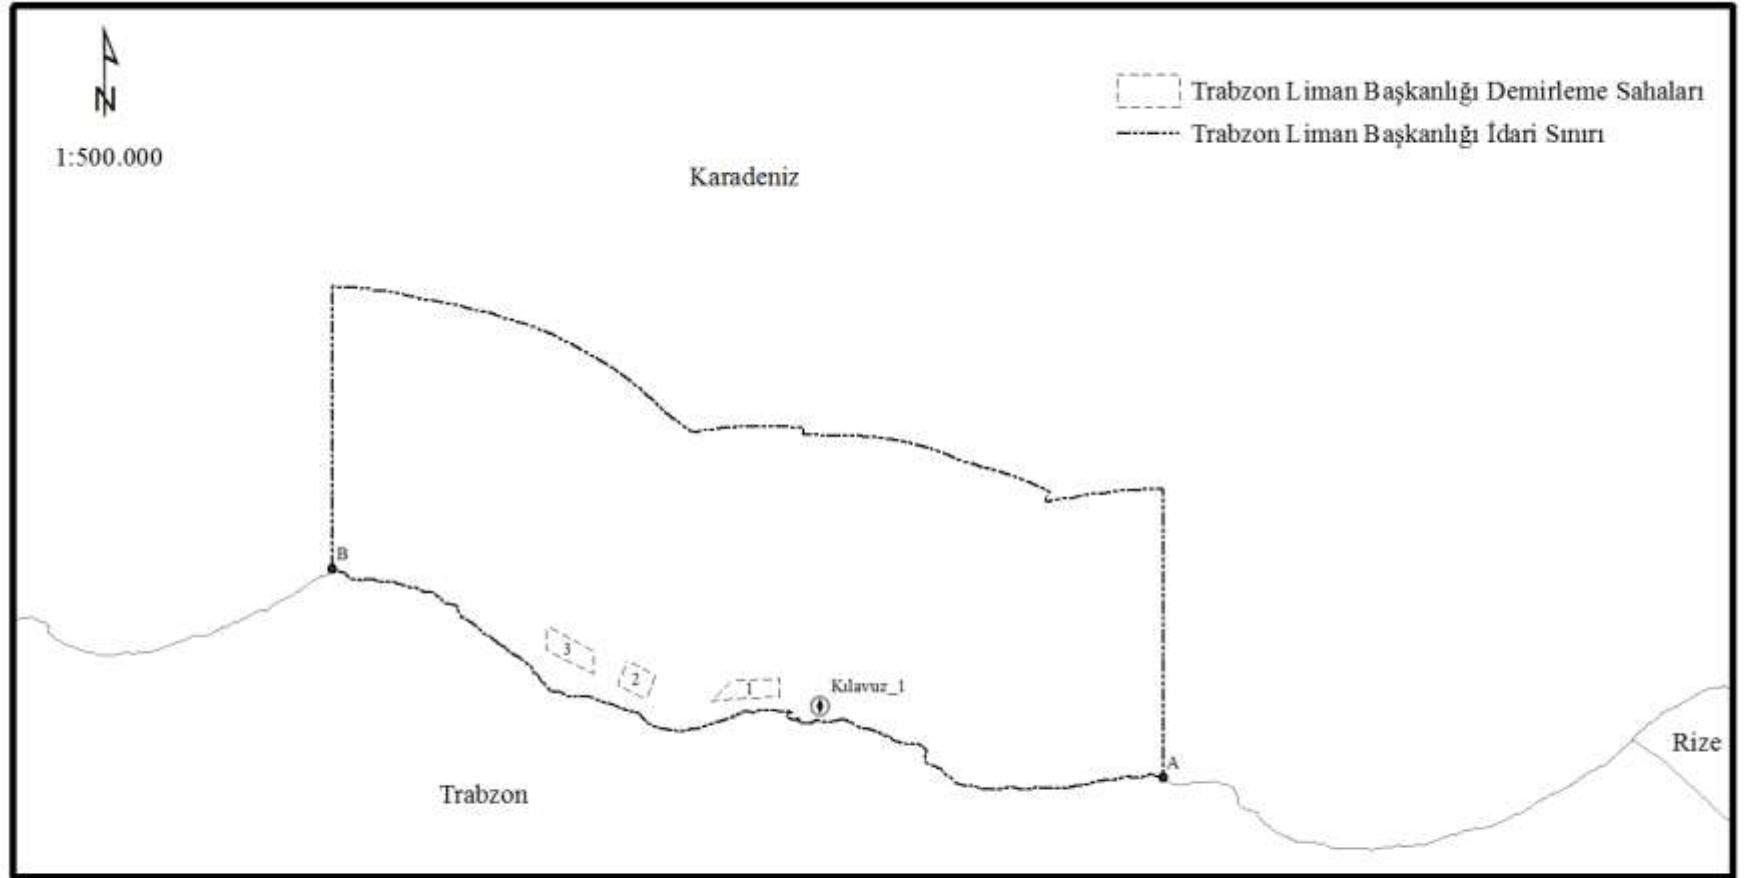 N
1:500.000
Trabzon Liman Başkanlığı Demirleme Sahaları
Trabzon Liman Başkanlığı İdari Sınırı
Karadeniz
B
3
2
1
Kılavuz_1
A
Rize
Trabzon